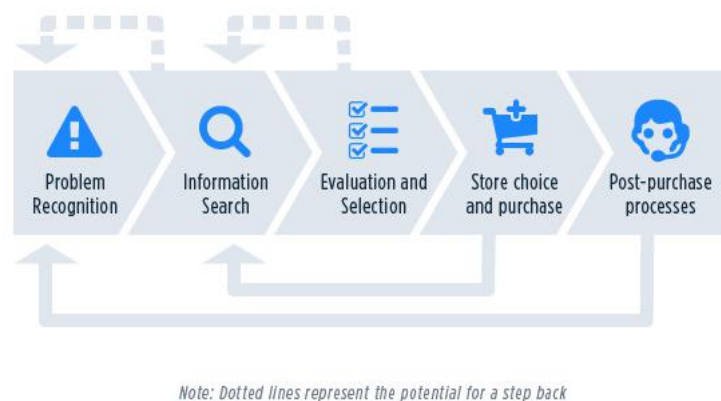 Problem
Recognition
Information
Search
Evaluation and
Selection
Store choice
and purchase
Post-purchase
processes
Note: Dotted lines represent the potential for a step back